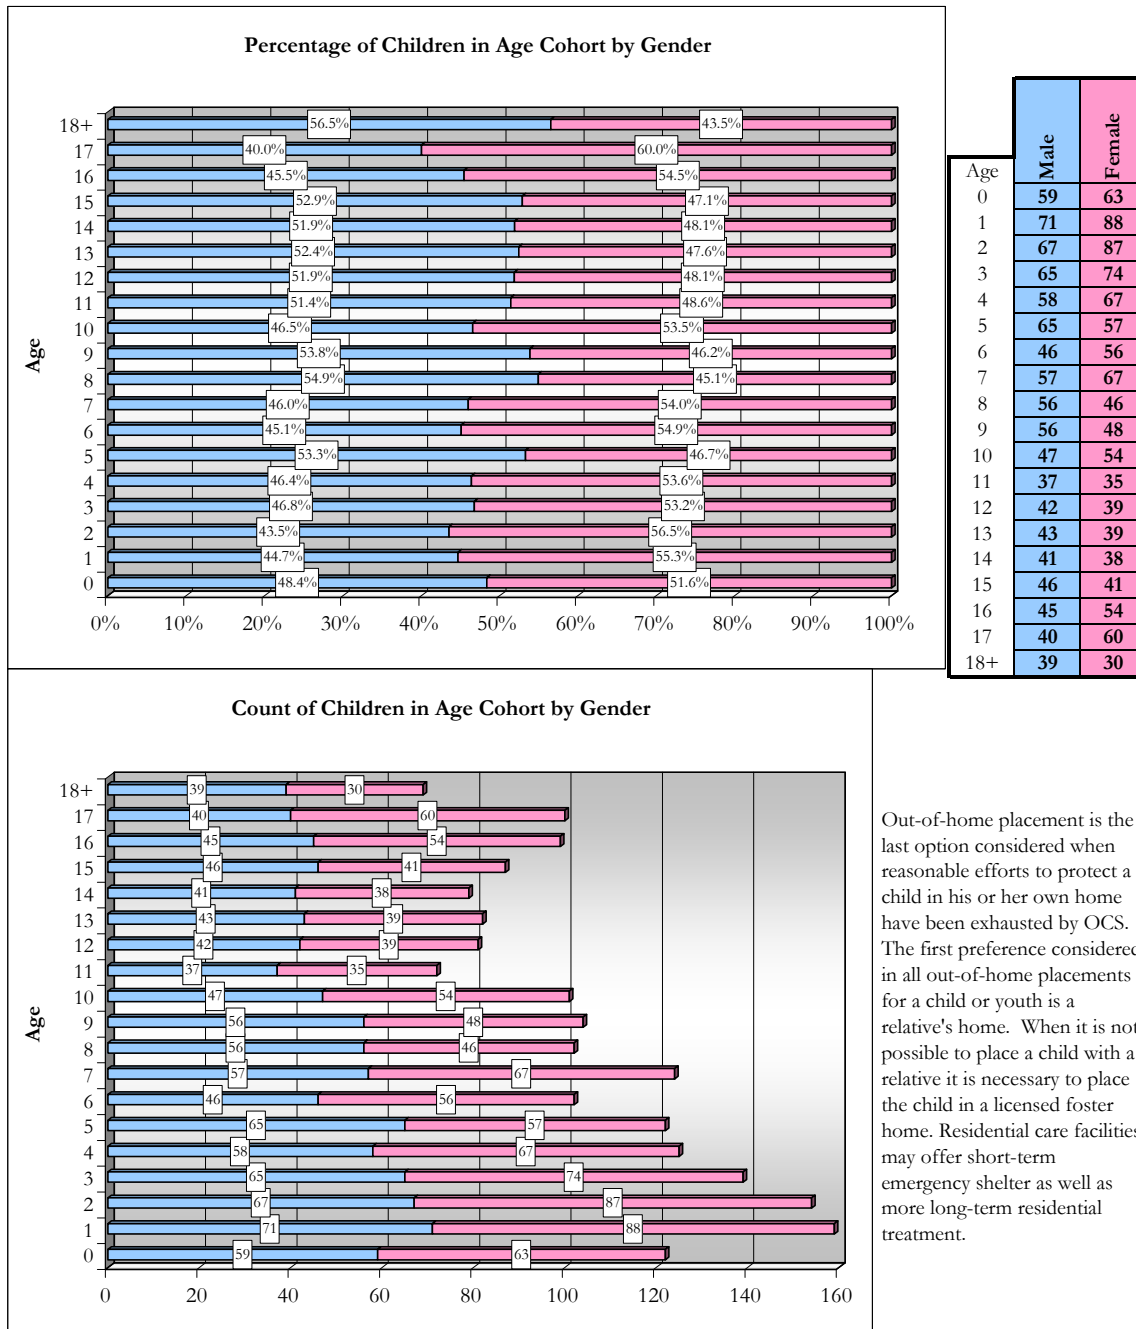 Percentage of Children in Age Cohort by Gender
Age
18+ 56.5% 43.5%
17 40.0% 60.0%
16 45.5% 54.5%
15 52.9% 47.1%
14 51.9% 48.1%
13 52.4% 47.6%
12 51.9% 48.1%
11 51.4% 48.6%
10 46.5% 53.5%
9 53.8% 46.2%
8 54.9% 45.1%
7 46.0% 54.0%
6 45.1% 54.9%
5 53.3% 46.7%
4 46.4% 53.6%
3 46.8% 53.2%
2 43.5% 56.5%
1 44.7% 55.3%
0 48.4% 51.6%
0% 10% 20% 30% 40% 50% 60% 70% 80% 90% 100%
Age Male Female
0 59 63
1 71 88
2 67 87
3 65 74
4 58 67
5 65 57
6 46 56
7 57 67
8 56 46
9 56 48
10 47 54
11 37 35
12 42 39
13 43 39
14 41 38
15 46 41
16 45 54
17 40 60
18+ 39 30
Count of Children in Age Cohort by Gender
Age
18+ 39 30
17 40 60
16 45 54
15 46 41
14 41 38
13 43 39
12 42 39
11 37 35
10 47 54
9 56 48
8 56 46
7 57 67
6 46 56
5 65 57
4 58 67
3 65 74
2 67 87
1 71 88
0 59 63
0 20 40 60 80 100 120 140 160
Out-of-home placement is the
last option considered when
reasonable efforts to protect a
child in his or her own home
have been exhausted by OCS.
The first preference considered
in all out-of-home placements
for a child or youth is a
relative's home. When it is not
possible to place a child with a
relative it is necessary to place
the child in a licensed foster
home. Residential care facilities
may offer short-term
emergency shelter as well as
more long-term residential
treatment.